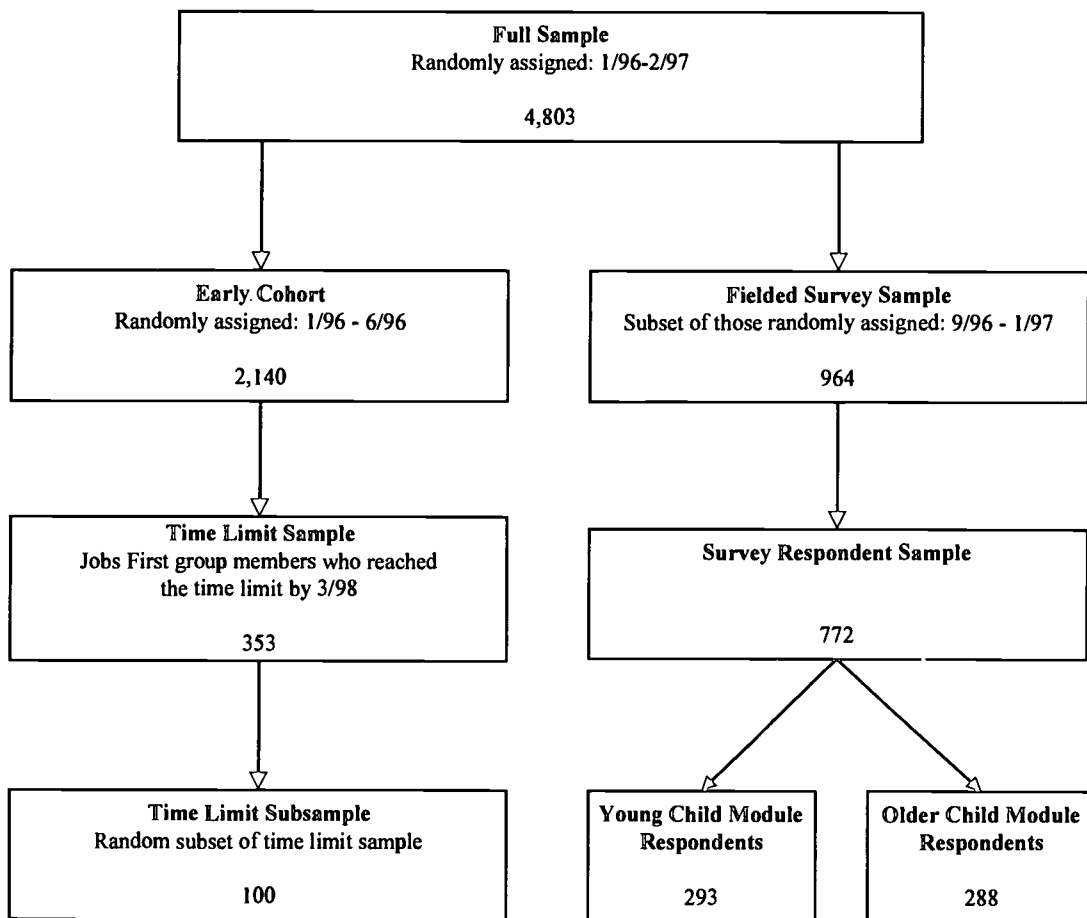 Full Sample
Randomly assigned: 1/96-2/97
4,803
Early Cohort
Randomly assigned: 1/96 - 6/96
2,140
Fielded Survey Sample
Subset of those randomly assigned: 9/96 - 1/97
964
Time Limit Sample
Jobs First group members who reached
the time limit by 3/98
353
Survey Respondent Sample
772
Time Limit Subsample
Random subset of time limit sample
100
Young Child Module
Respondents
293
Older Child Module
Respondents
288